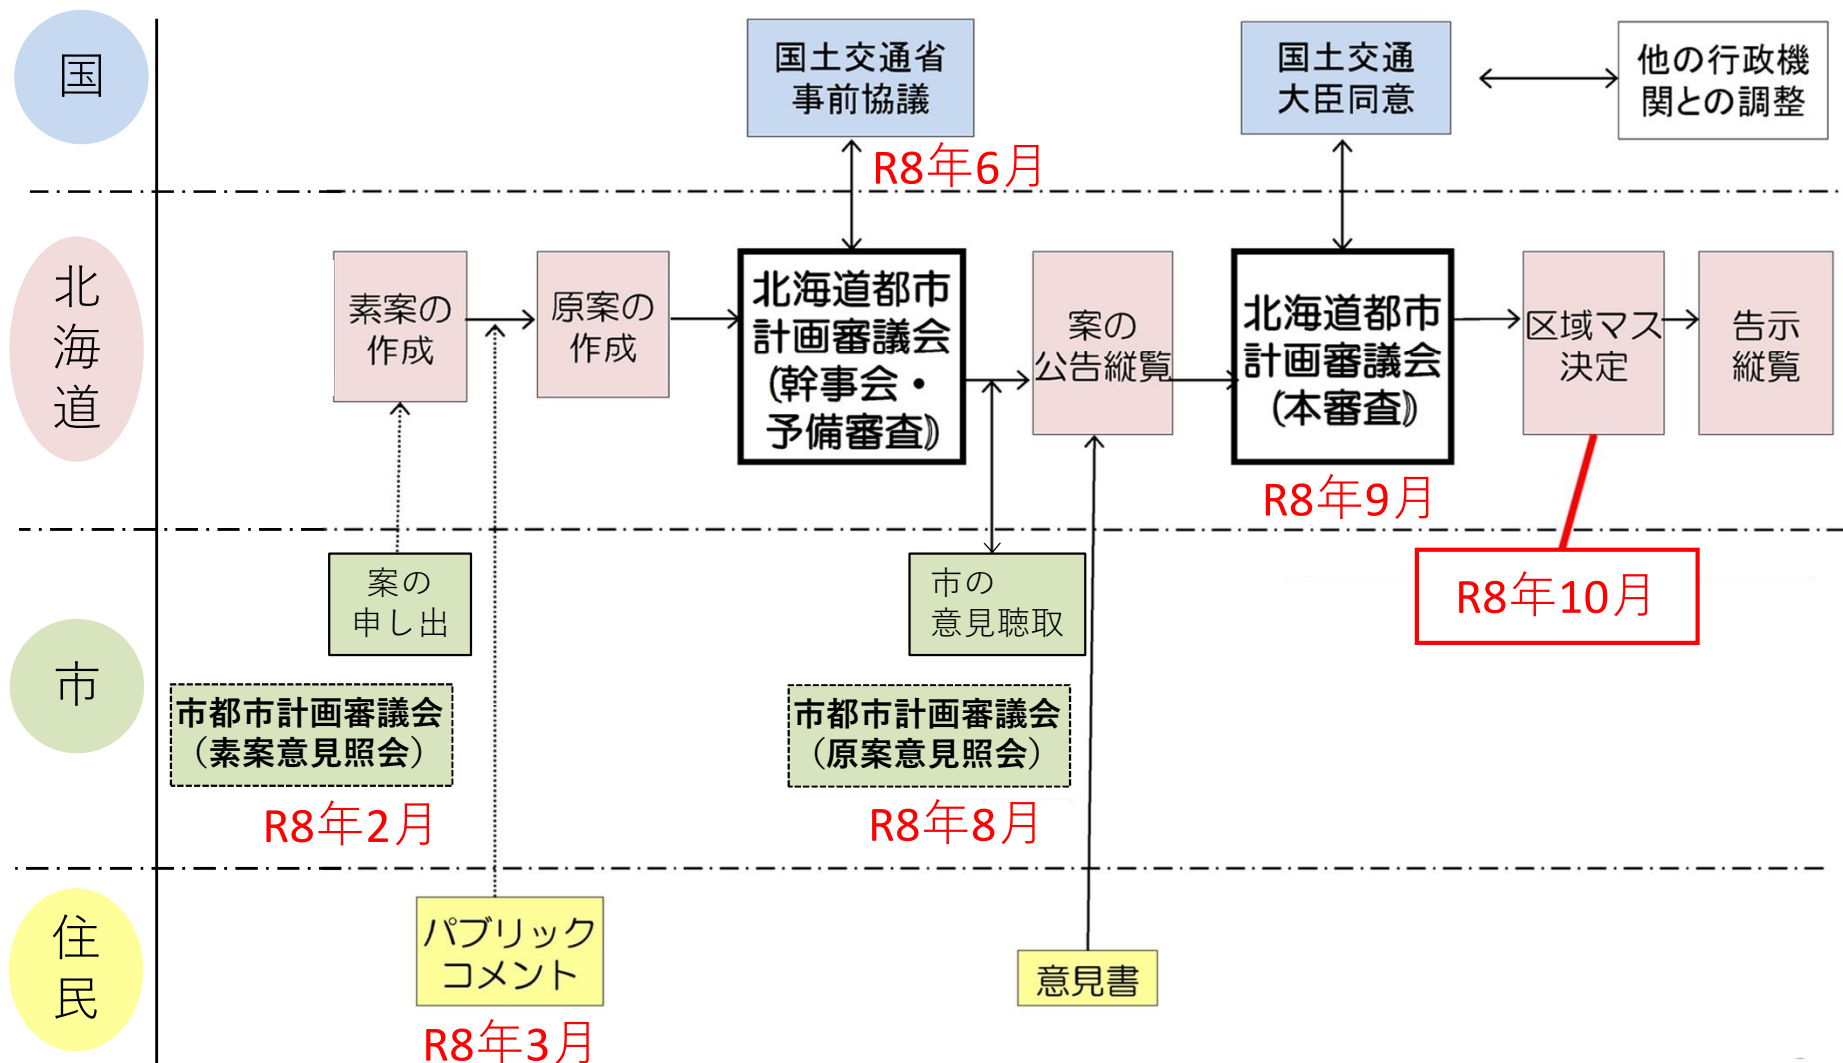 国
国土交通省
事前協議
国土交通
大臣同意
他の行政機
関との調整
R8年6月
北
海
道
素案の
作成
原案の
作成
北海道都市
計画審議会
(幹事会・
予備審査)
案の
公告縦覧
北海道都市
計画審議会
(本審査)
区域マス
決定
告示
縦覧
R8年9月
市
案の
申し出
市の
意見聴取
R8年10月
市都市計画審議会
（素案意見照会）
市都市計画審議会
（原案意見照会）
R8年2月
R8年8月
住
民
パブリック
コメント
意見書
R8年3月